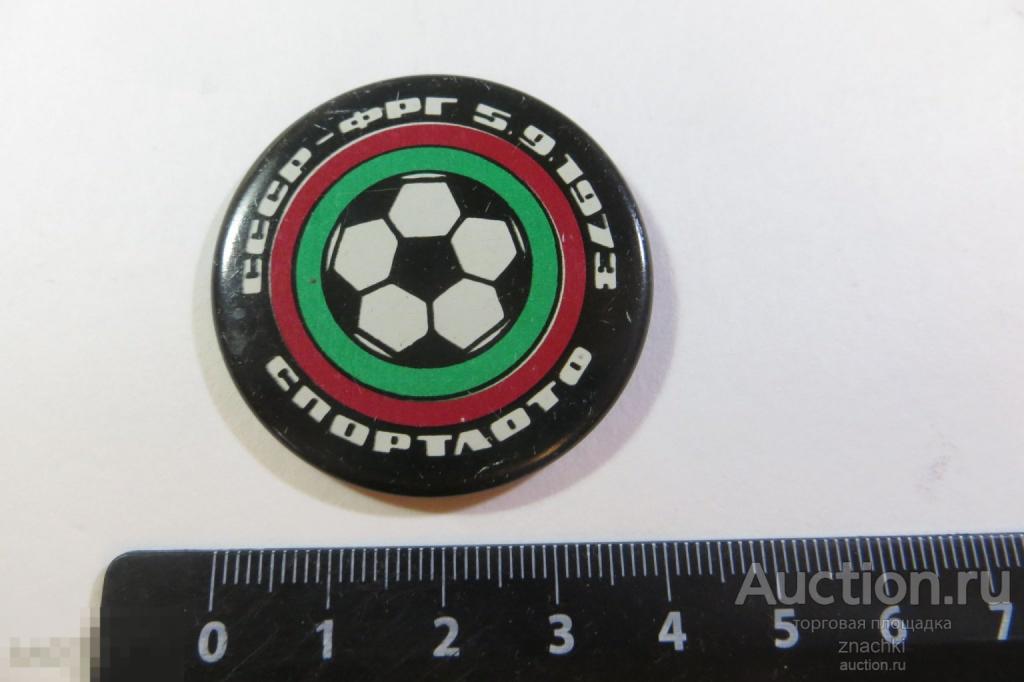 СССР-ФРГ 5.9.1973
СПОРТЛОТО
0 1 2 3 4 5 6 7
Auction.ru
торговая площадка
znachki
auction.ru